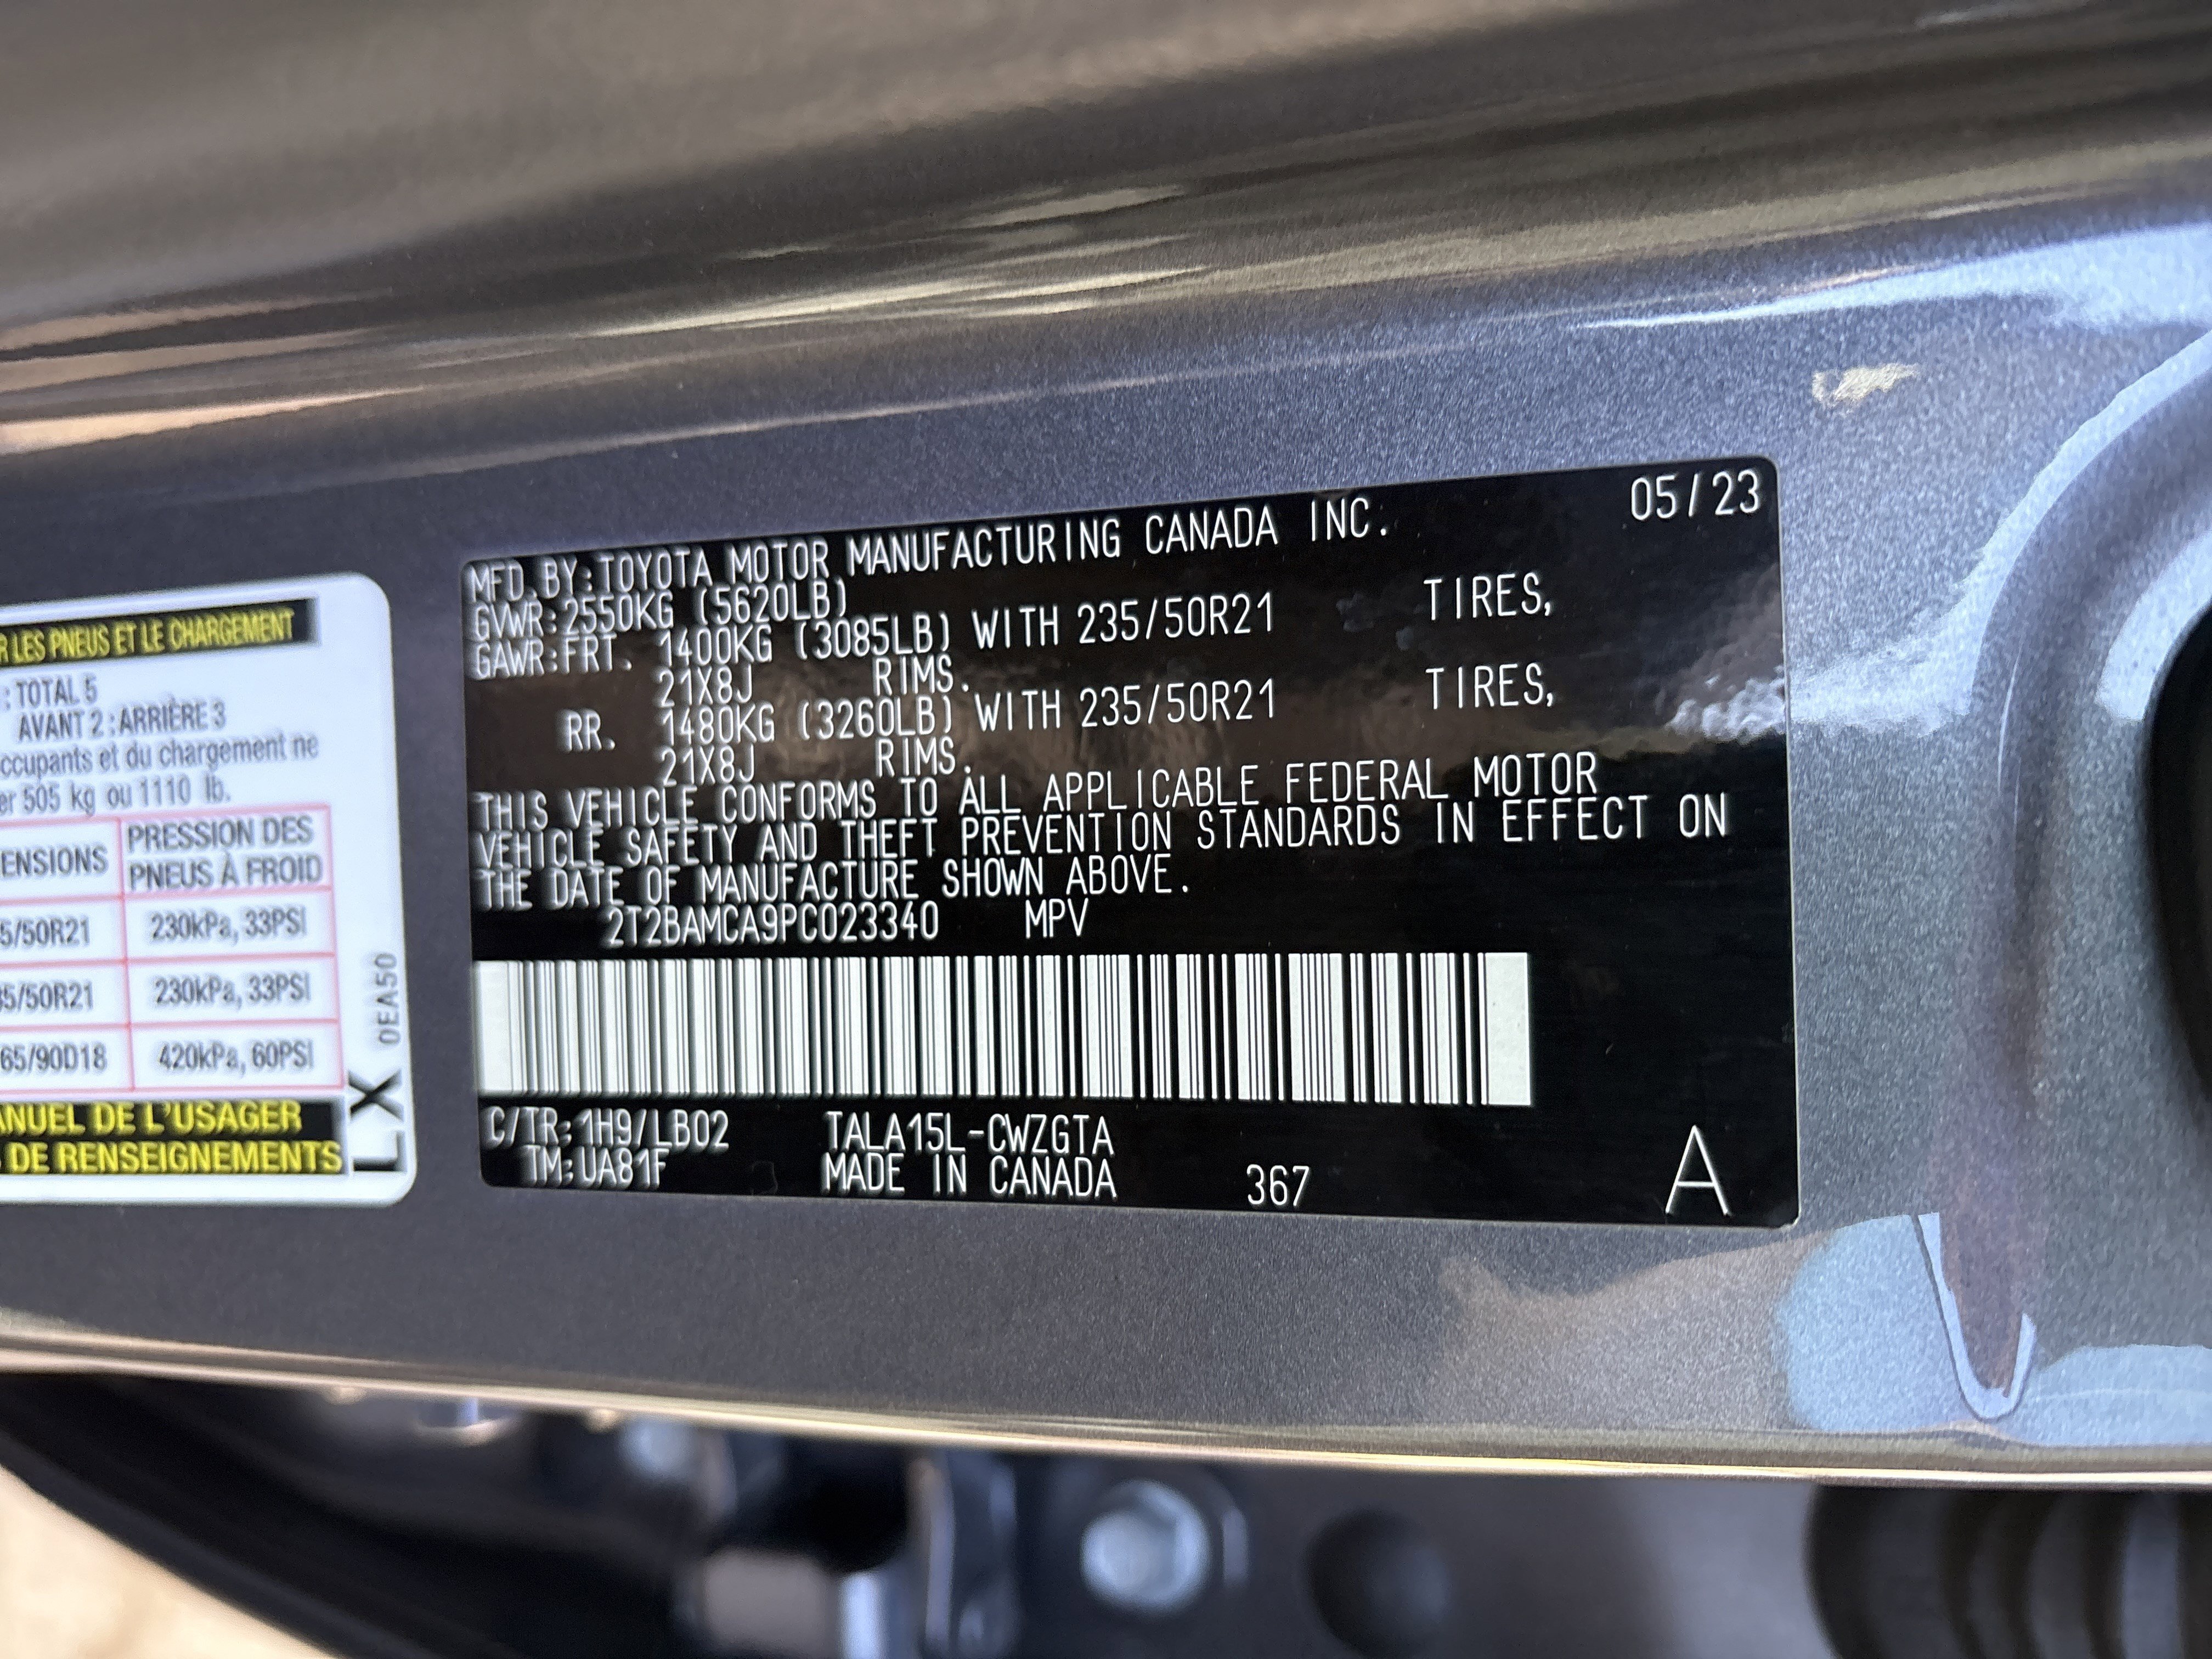 R LES PNEUS ET LE CHARGEMENT
: TOTAL 5
AVANT 2 : ARRIÈRE 3
ccupants et du chargement ne
er 505 kg ou 1110 lb.
ENSIONS PRESSION DES PNEUS À FROID
5/50R21 230kPa, 33PSI
35/50R21 230kPa, 33PSI
65/90D18 420kPa, 60PSI
ANUEL DE L'USAGER
DE RENSEIGNEMENTS
LX 0EA50
MFD.BY:TOYOTA MOTOR MANUFACTURING CANADA INC. 05/23
GVWR:2550KG (5620LB)
GAWR:FRT. 1400KG (3085LB) WITH 235/50R21 TIRES,
21X8J RIMS.
RR. 1480KG (3260LB) WITH 235/50R21 TIRES,
21X8J RIMS.
THIS VEHICLE CONFORMS TO ALL APPLICABLE FEDERAL MOTOR
VEHICLE SAFETY AND THEFT PREVENTION STANDARDS IN EFFECT ON
THE DATE OF MANUFACTURE SHOWN ABOVE.
2T2BAMCA9PC023340 MPV
C/TR:1H9/LB02 TALA15L-CWZGTA
TM:UA81F MADE IN CANADA 367 A